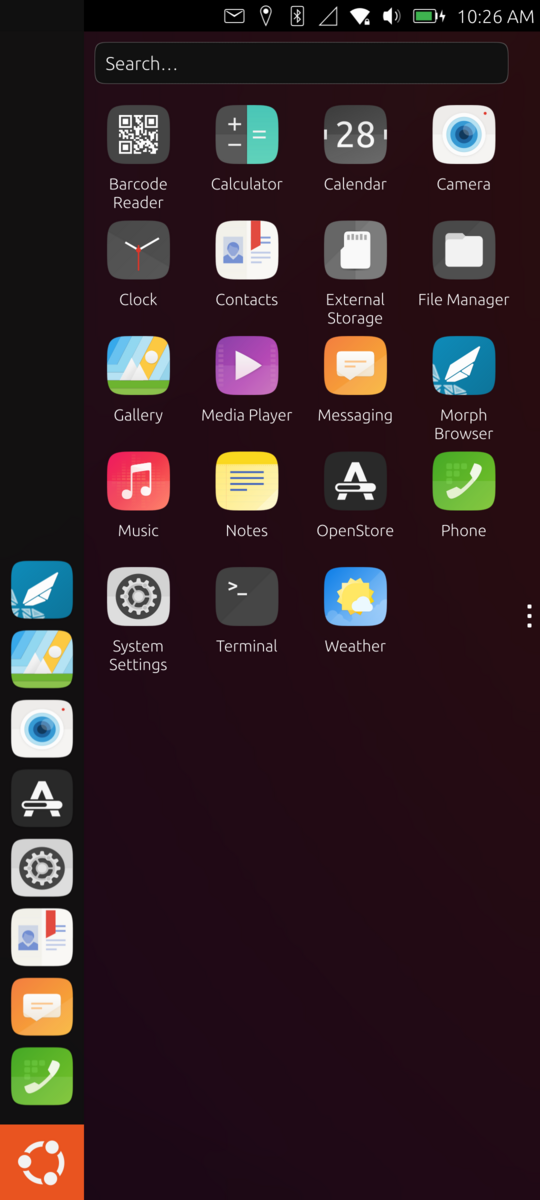 10:26 AM
Search...
28
Barcode
Reader
Calculator
Calendar
Camera
Clock
Contacts
External
Storage
File Manager
Gallery
Media Player
Messaging
Morph
Browser
Music
Notes
OpenStore
Phone
>_
System
Settings
Terminal
Weather